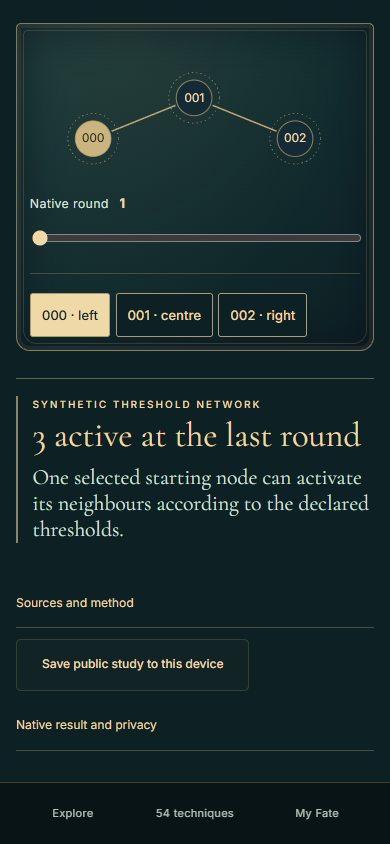 001
000
002
Native round 1
000 · left
001 · centre
002 · right
SYNTHETIC THRESHOLD NETWORK
3 active at the last round
One selected starting node can activate
its neighbours according to the declared
thresholds.
Sources and method
Save public study to this device
Native result and privacy
Explore
54 techniques
My Fate